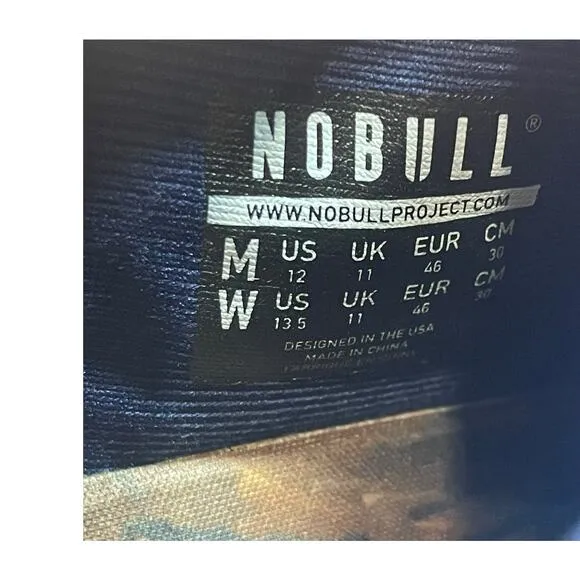 NOBULL®
WWW.NOBULLPROJECT.COM
M US UK EUR CM
12 11 46 30
W US UK EUR CM
13 5 11 46 30
DESIGNED IN THE USA
MADE IN CHINA